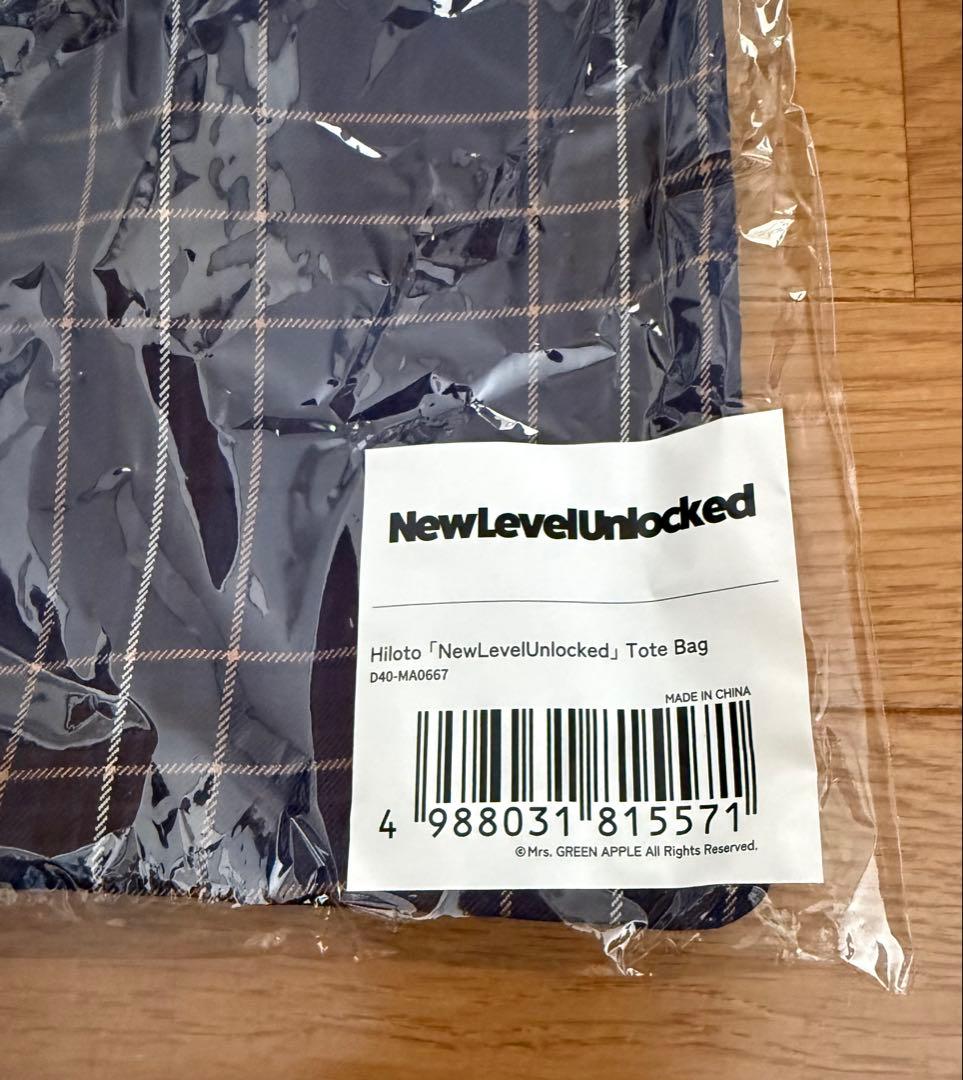 NewLevelUnlocked
Hiloto「NewLevelUnlocked」Tote Bag
D40-MA0667
MADE IN CHINA
4 988031 815571
©Mrs. GREEN APPLE All Rights Reserved.